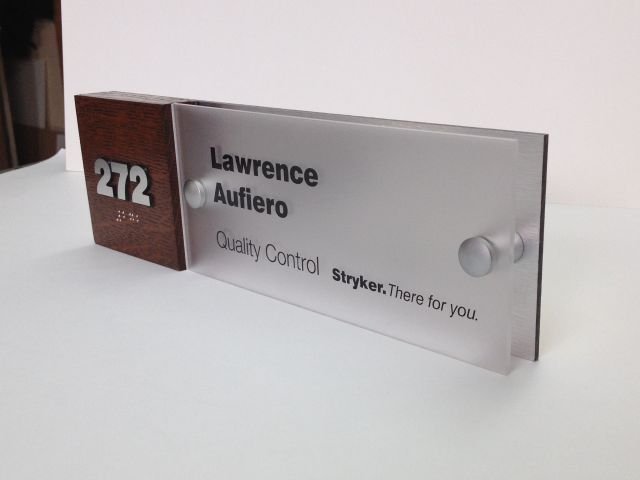 272
Lawrence
Aufiero
Quality Control
Stryker. There for you.